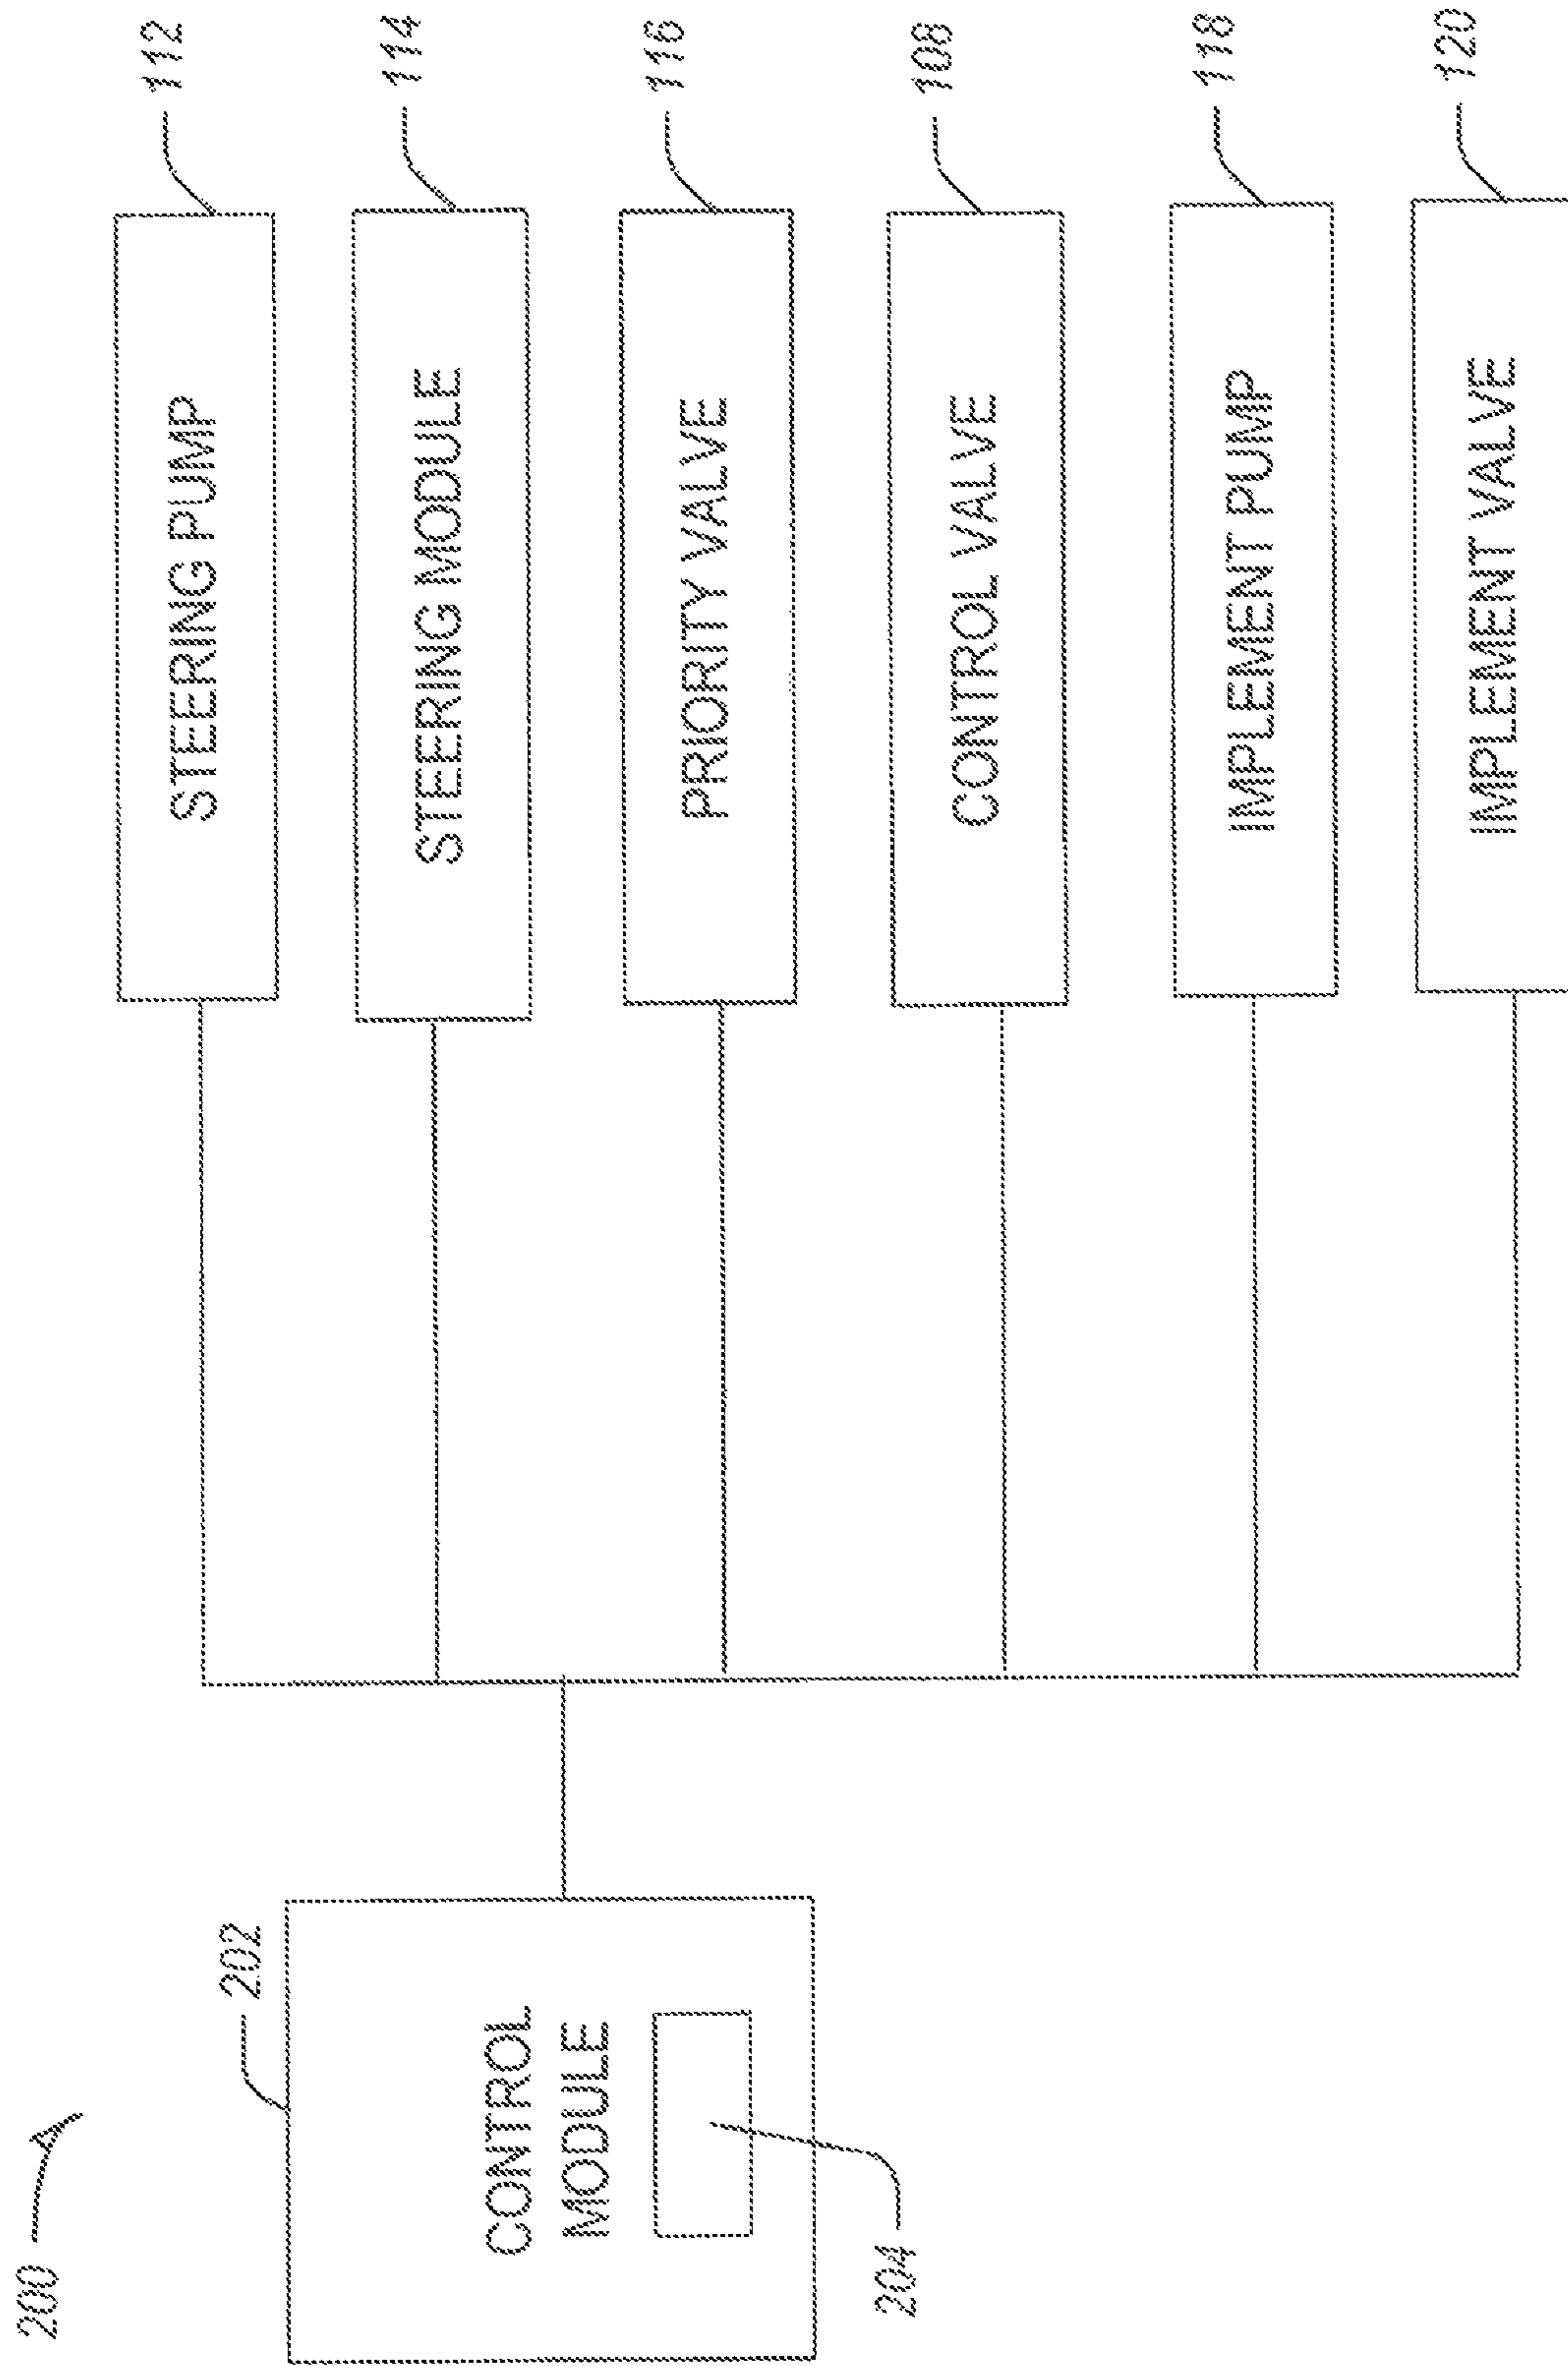 200
202
CONTROL
MODULE
204
STEERING PUMP
112
STEERING MODULE
114
PRIORITY VALVE
116
CONTROL VALVE
108
IMPLEMENT PUMP
118
IMPLEMENT VALVE
120